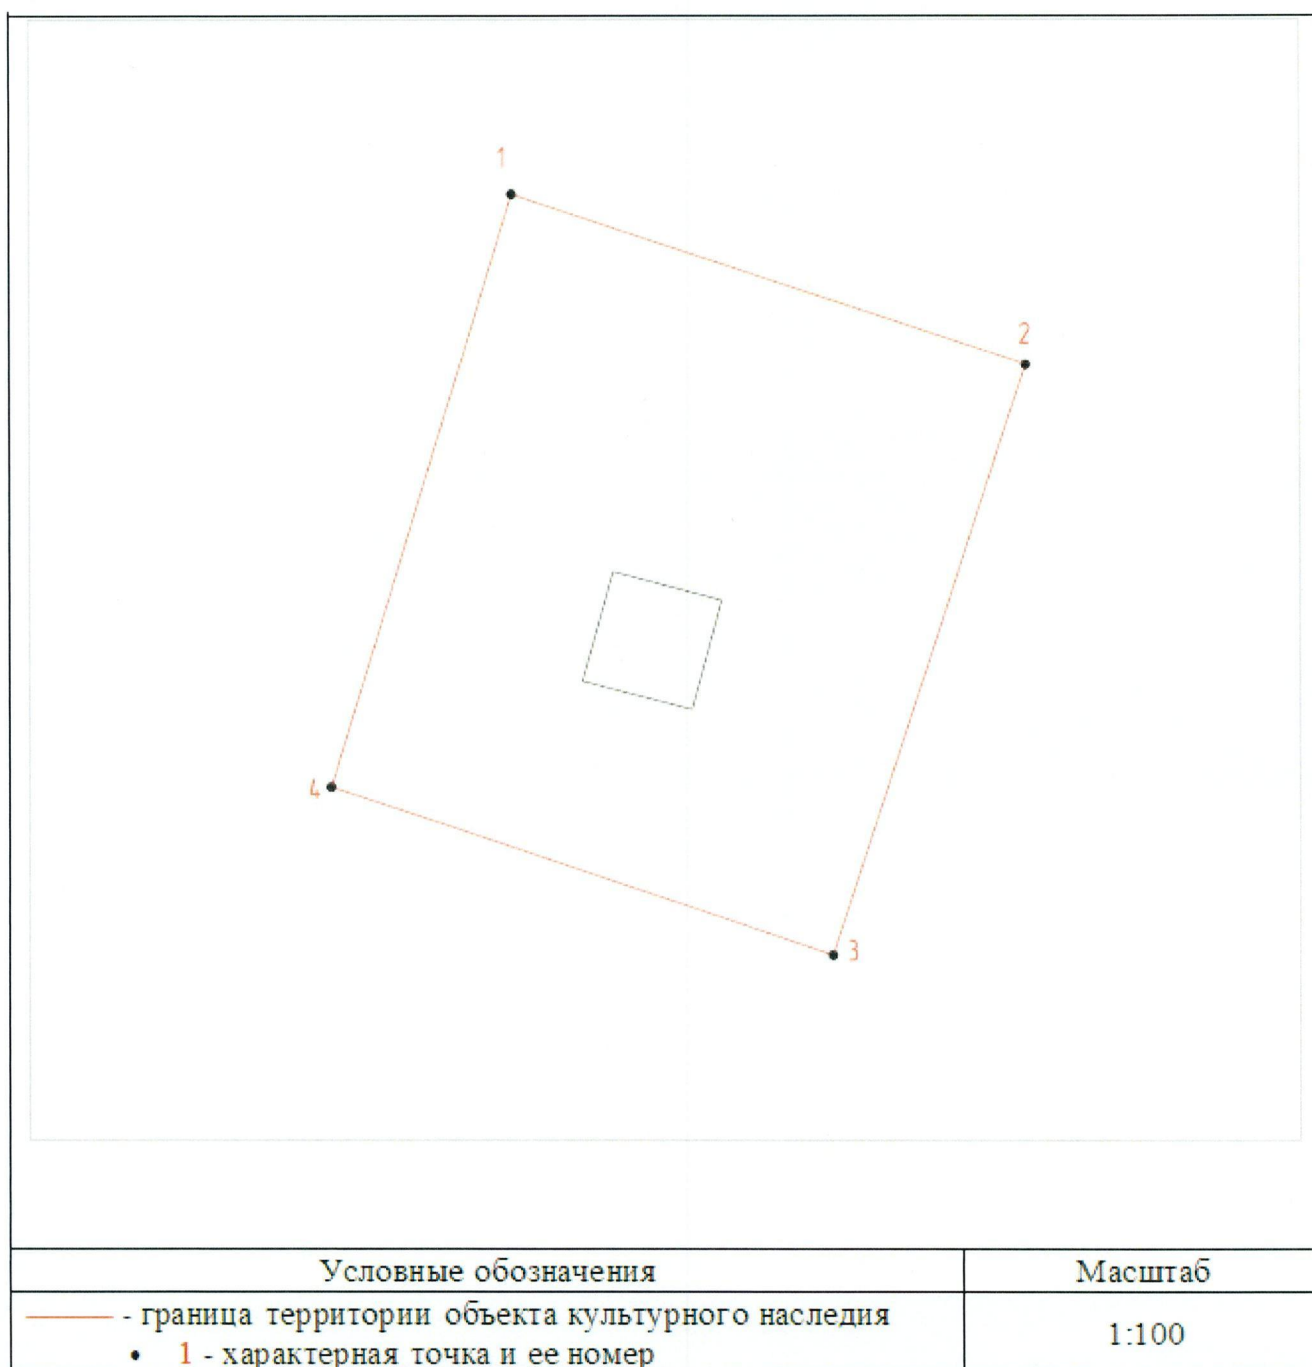 1
2
4
3
Условные обозначения
Масштаб
- граница территории объекта культурного наследия
1:100
• 1 - характерная точка и ее номер